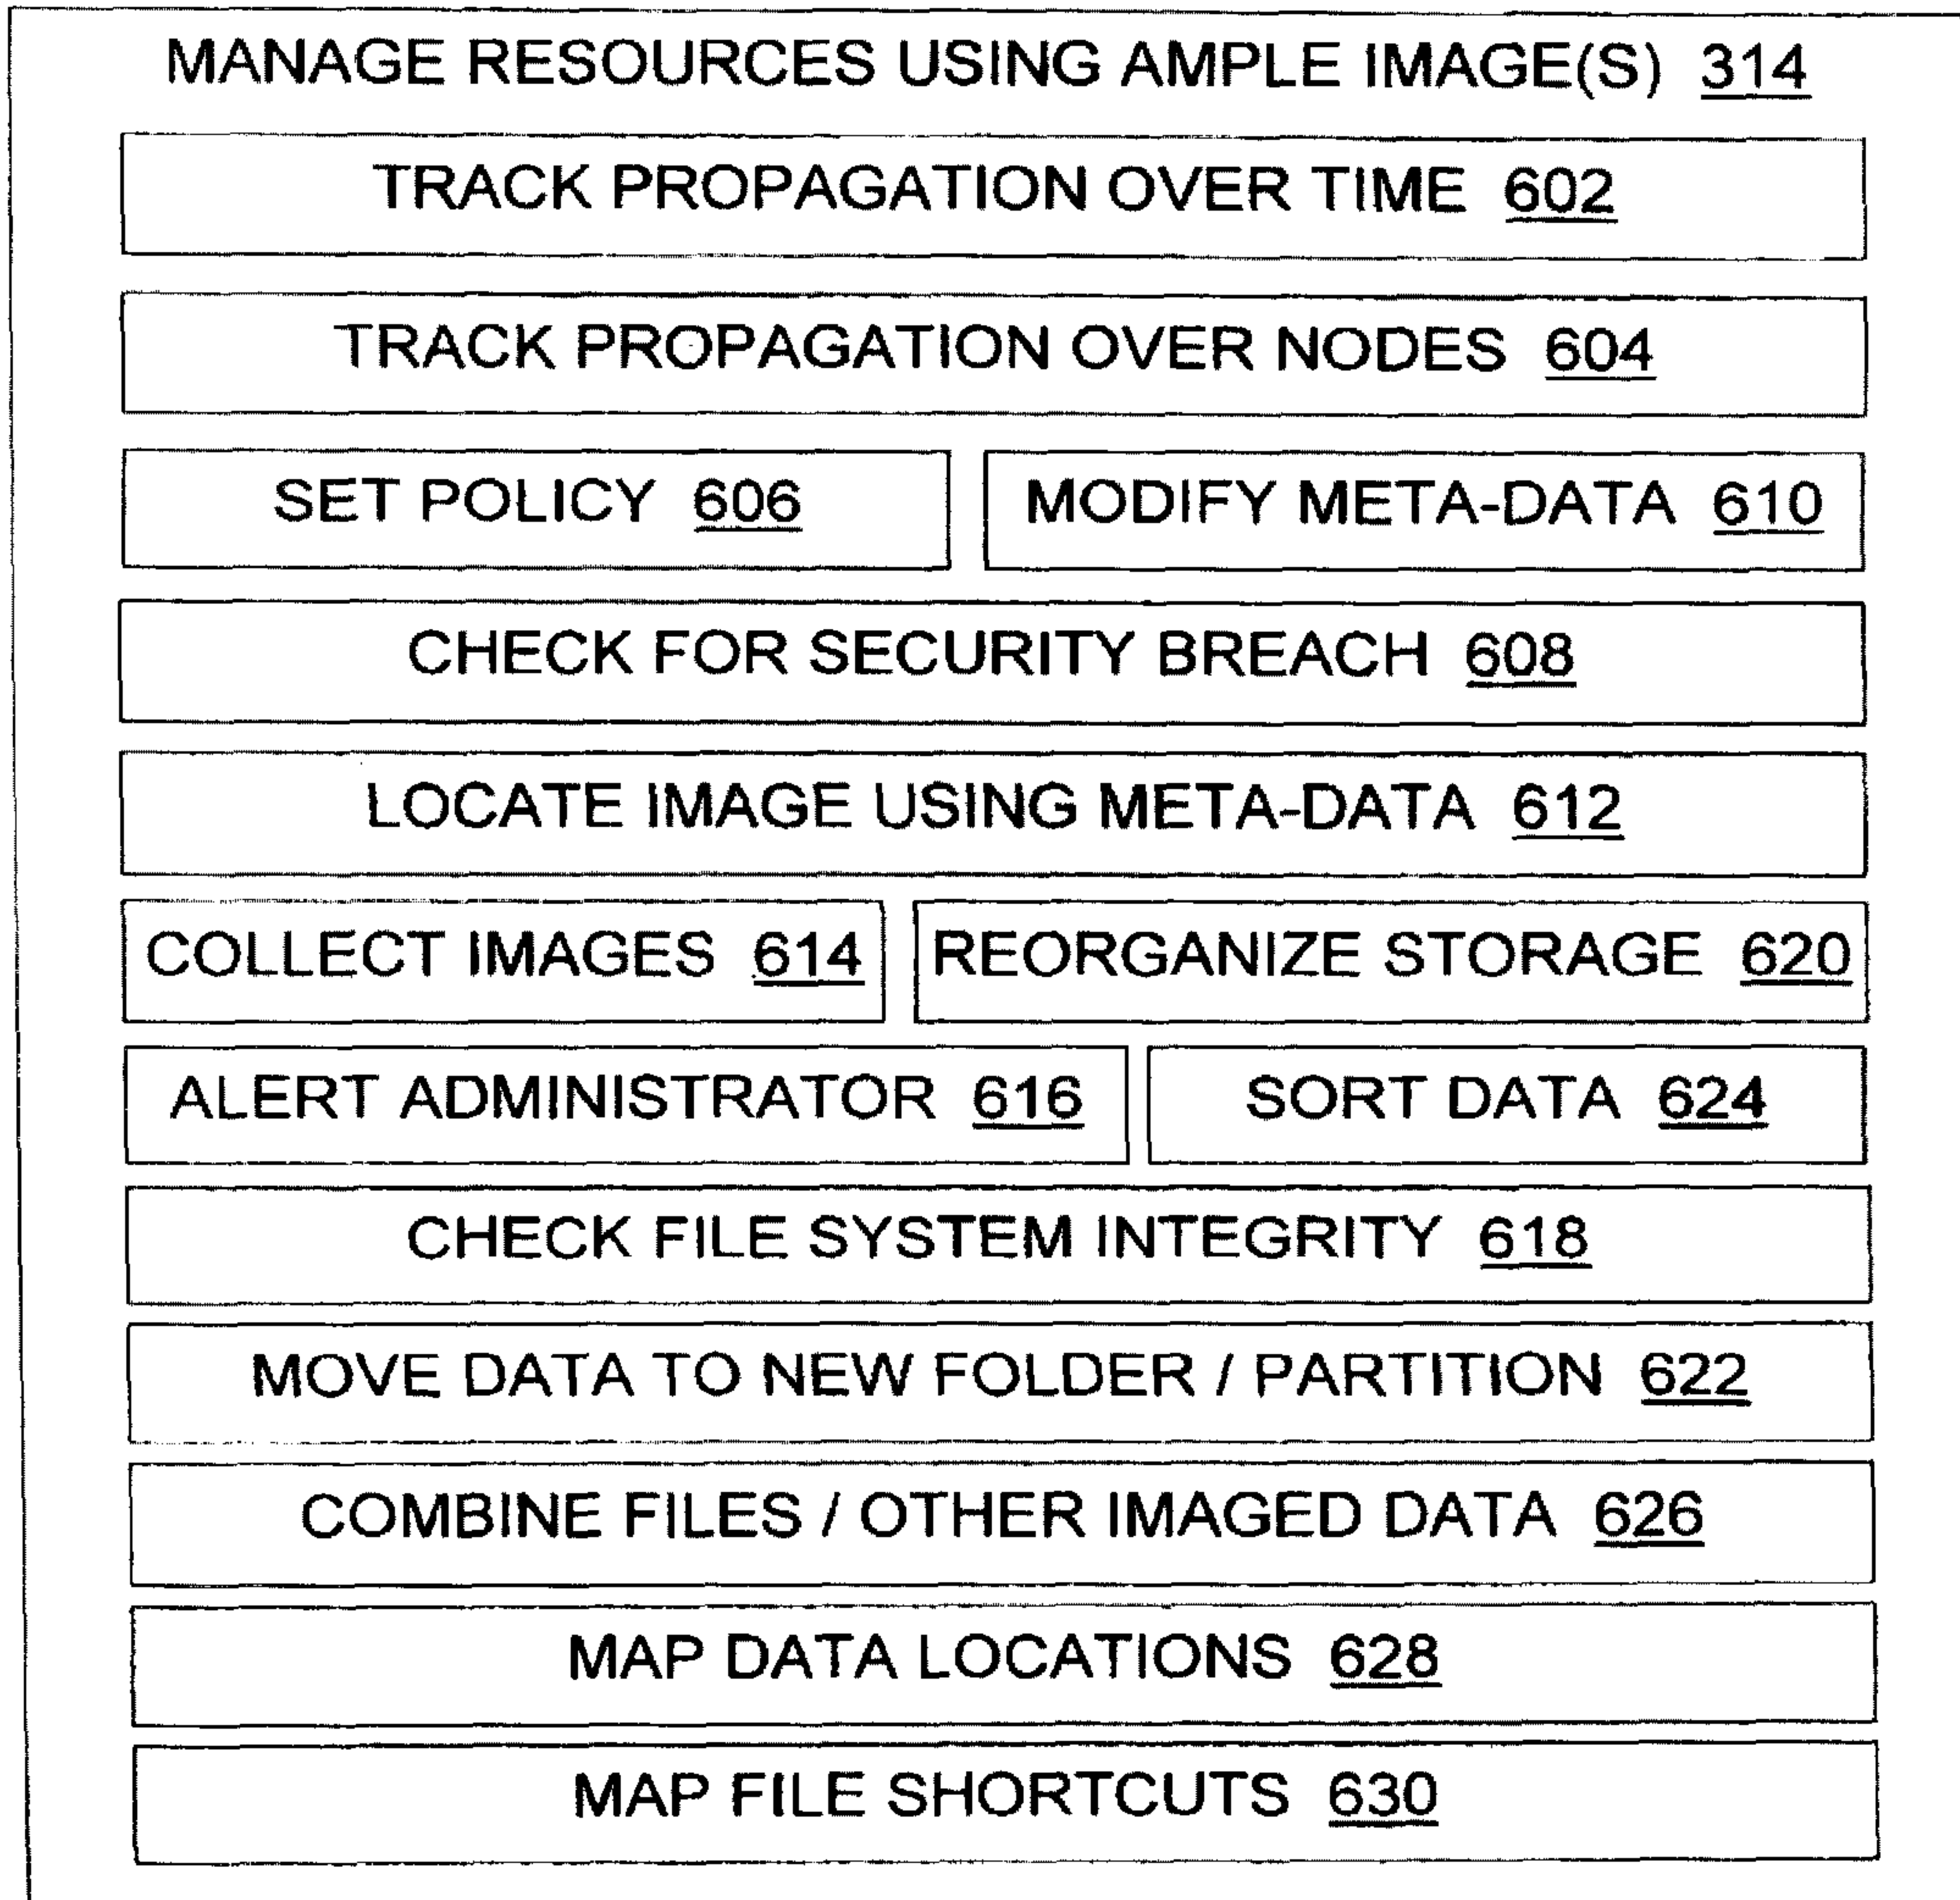 MANAGE RESOURCES USING AMPLE IMAGE(S) 314
TRACK PROPAGATION OVER TIME 602
TRACK PROPAGATION OVER NODES 604
SET POLICY 606
MODIFY META-DATA 610
CHECK FOR SECURITY BREACH 608
LOCATE IMAGE USING META-DATA 612
COLLECT IMAGES 614
REORGANIZE STORAGE 620
ALERT ADMINISTRATOR 616
SORT DATA 624
CHECK FILE SYSTEM INTEGRITY 618
MOVE DATA TO NEW FOLDER / PARTITION 622
COMBINE FILES / OTHER IMAGED DATA 626
MAP DATA LOCATIONS 628
MAP FILE SHORTCUTS 630